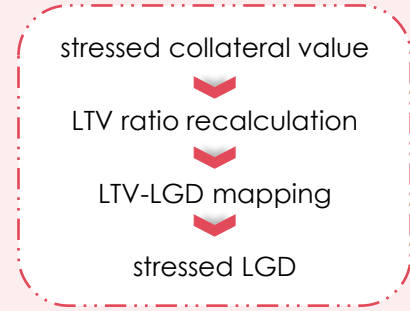 stressed collateral value
LTV ratio recalculation
LTV-LGD mapping
stressed LGD